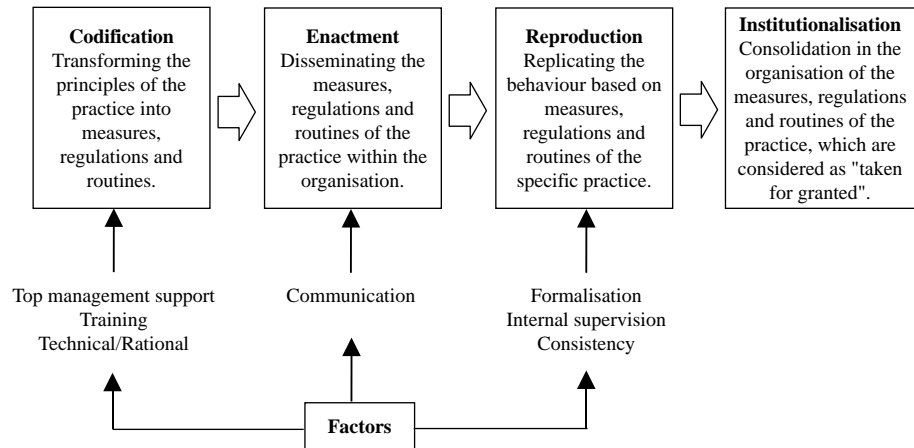 Codification
Transforming the
principles of the
practice into
measures,
regulations and
routines.
Enactment
Disseminating the
measures,
regulations and
routines of the
practice within the
organisation.
Reproduction
Replicating the
behaviour based on
measures,
regulations and
routines of the
specific practice.
Institutionalisation
Consolidation in the
organisation of the
measures, regulations
and routines of the
practice, which are
considered as "taken
for granted".
Top management support
Training
Technical/Rational
Communication
Formalisation
Internal supervision
Consistency
Factors